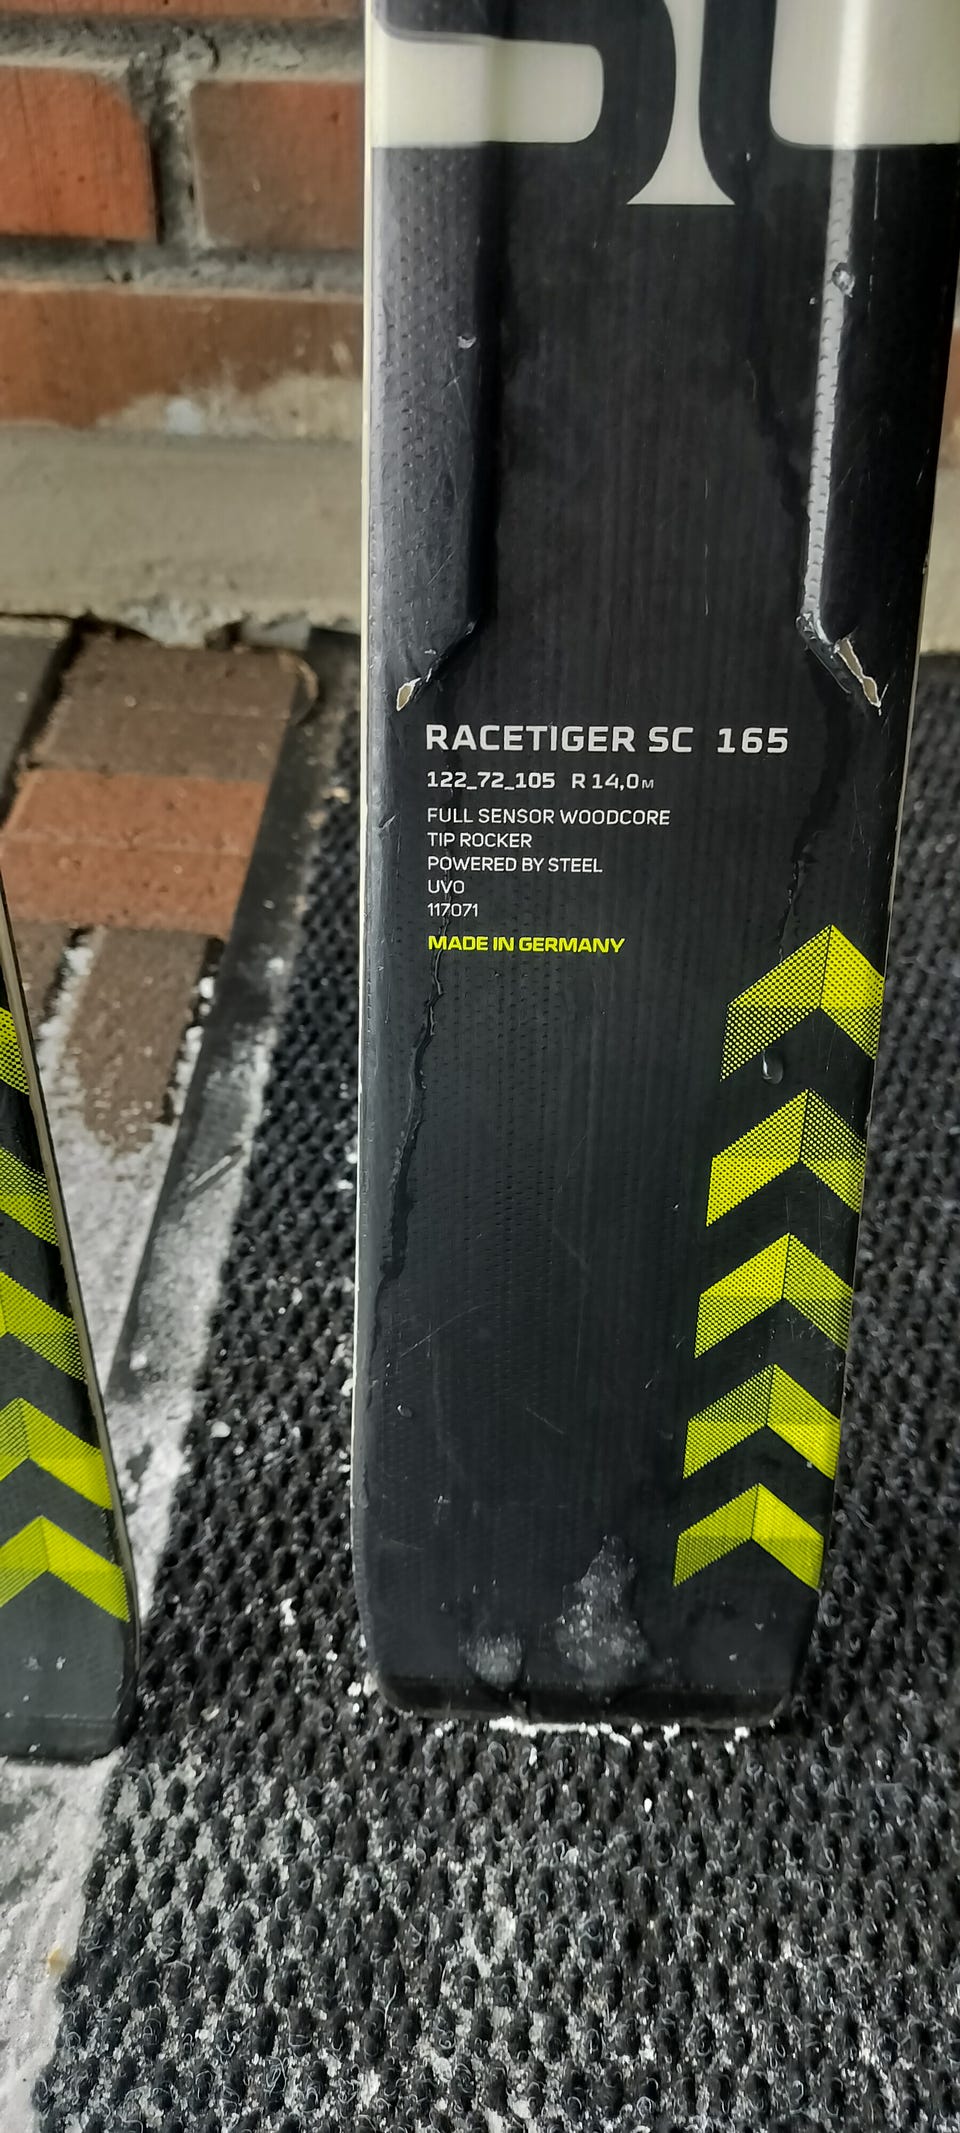 SC
RACETIGER SC 165
122_72_105 R 14,0M
FULL SENSOR WOODCORE
TIP ROCKER
POWERED BY STEEL
UVO
117071
MADE IN GERMANY